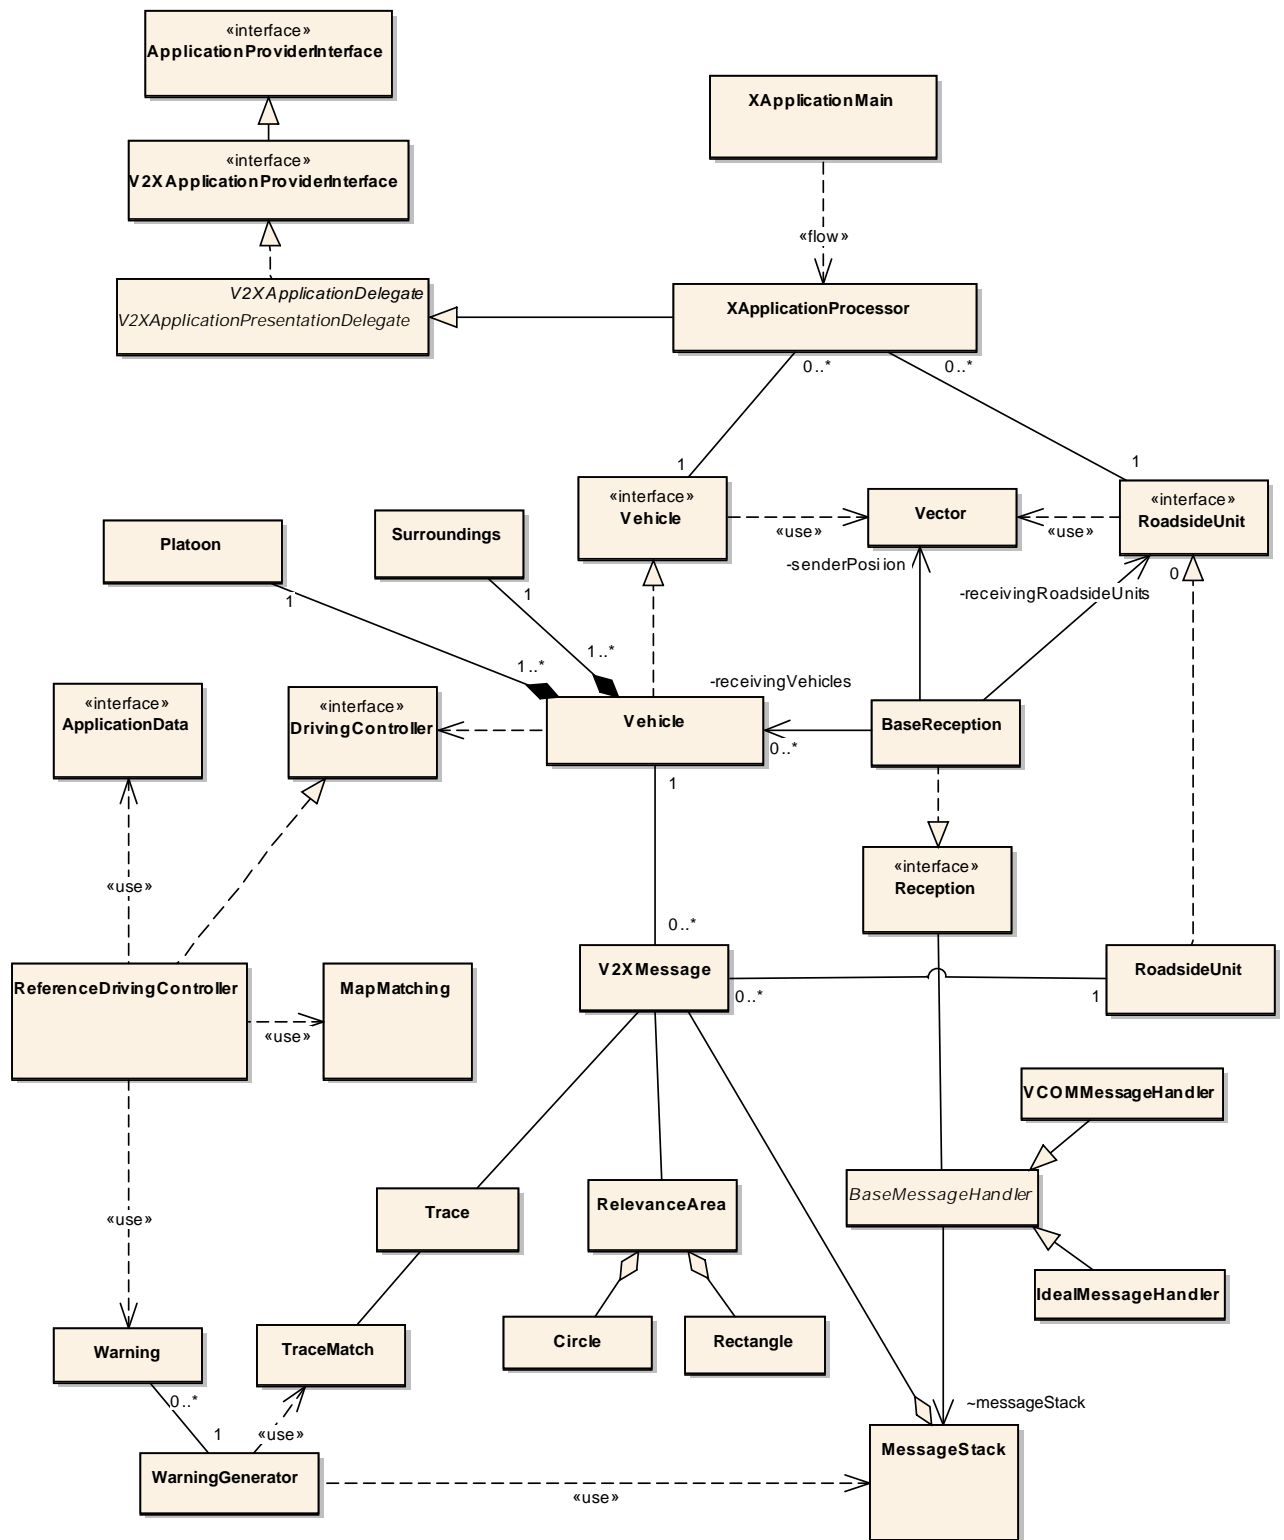 «interface»
ApplicationProviderInterface
XApplicationMain
«interface»
V2XApplicationProviderInterface
«flow»
V2XApplicationDelegate
V2XApplicationPresentationDelegate
XApplicationProcessor
0..*
0..*
1
1
«interface»
Vehicle
Vector
«interface»
RoadsideUnit
Platoon
Surroundings
«use»
«use»
-senderPosiion
0
-receivingRoadsideUnits
1
1
1..*
1..*
-receivingVehicles
«interface»
ApplicationData
«interface»
DrivingController
Vehicle
BaseReception
0..*
1
«interface»
Reception
«use»
0..*
V2XMessage
RoadsideUnit
0..*
1
ReferenceDrivingController
MapMatching
«use»
VCOMMessageHandler
BaseMessageHandler
Trace
RelevanceArea
«use»
IdealMessageHandler
Warning
TraceMatch
Circle
Rectangle
0..*
1
«use»
~messageStack
WarningGenerator
MessageStack
«use»